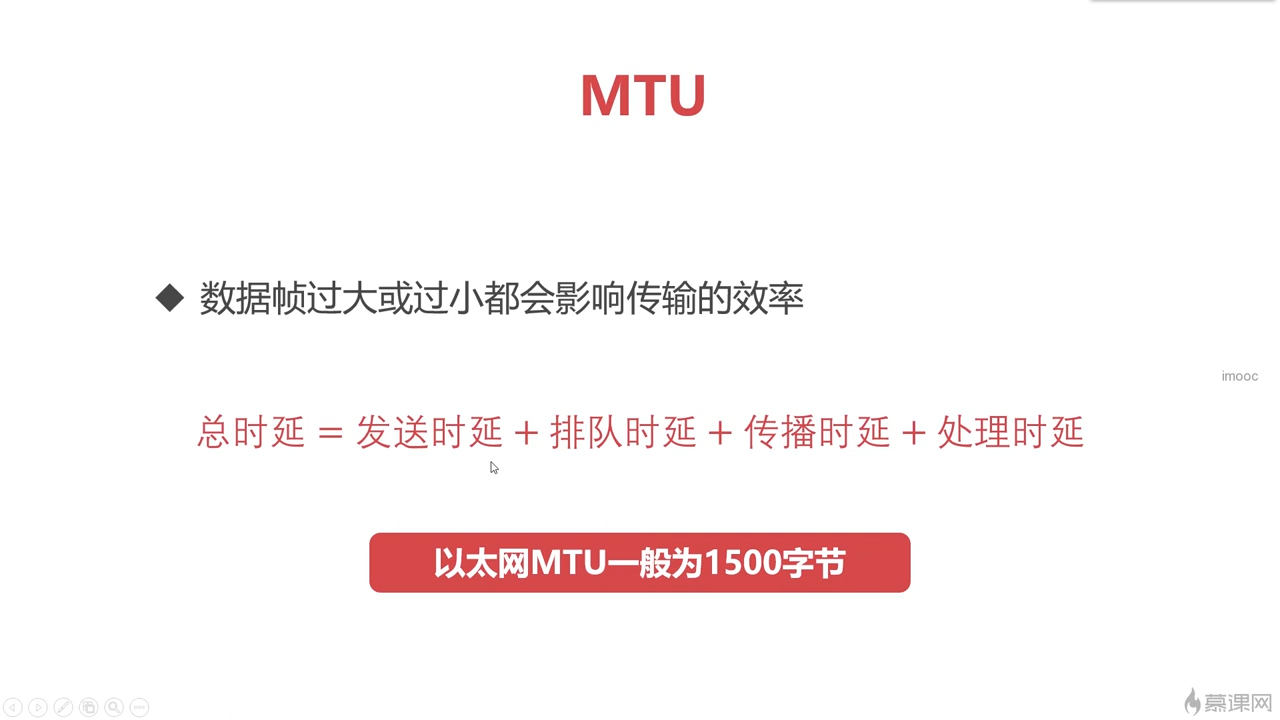 MTU
数据帧过大或过小都会影响传输的效率
imooc
总时延 = 发送时延 + 排队时延 + 传播时延 + 处理时延
以太网MTU一般为1500字节
慕课网